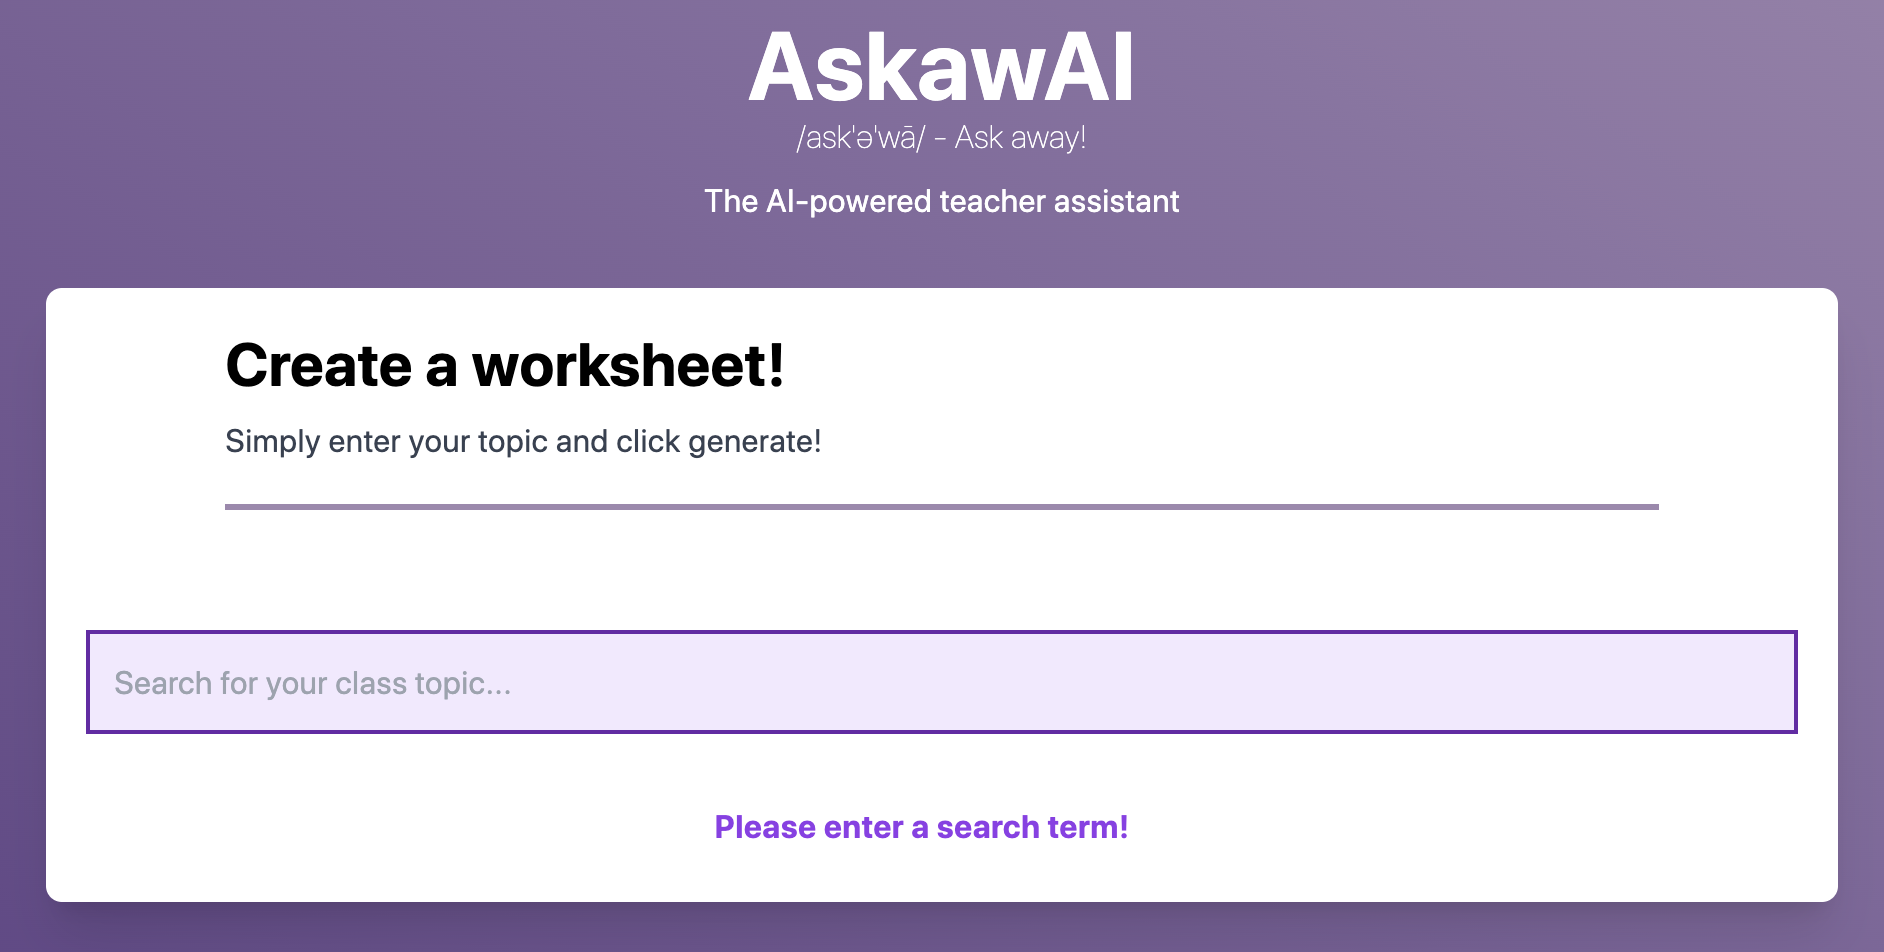 AskawAI
/ask'ə'wā/ - Ask away!
The AI-powered teacher assistant
Create a worksheet!
Simply enter your topic and click generate!
Search for your class topic...
Please enter a search term!